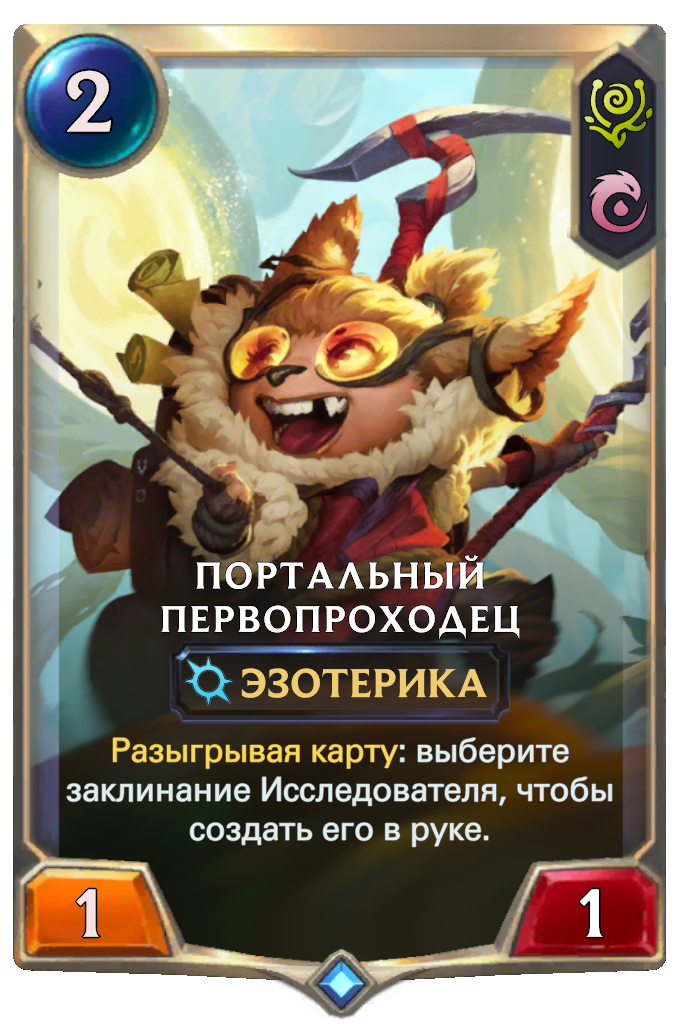 2
ПОРТАЛЬНЫЙ
ПЕРВОПРОХОДЕЦ
ЭЗОТЕРИКА
Разыгрывая карту: выберите
заклинание Исследователя, чтобы
создать его в руке.
1
1